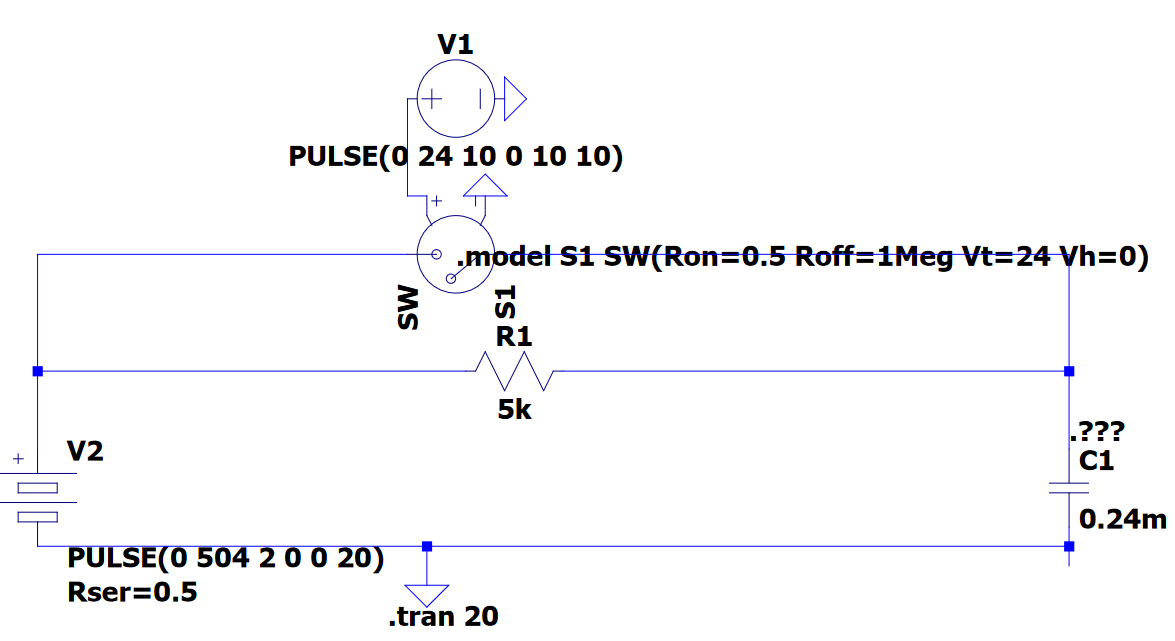 V1
PULSE(0 24 10 0 10 10)
.model S1 SW(Ron=0.5 Roff=1Meg Vt=24 Vh=0)
SW
S1
R1
5k
V2
.???
C1
0.24m
PULSE(0 504 2 0 0 20)
Rser=0.5
.tran 20